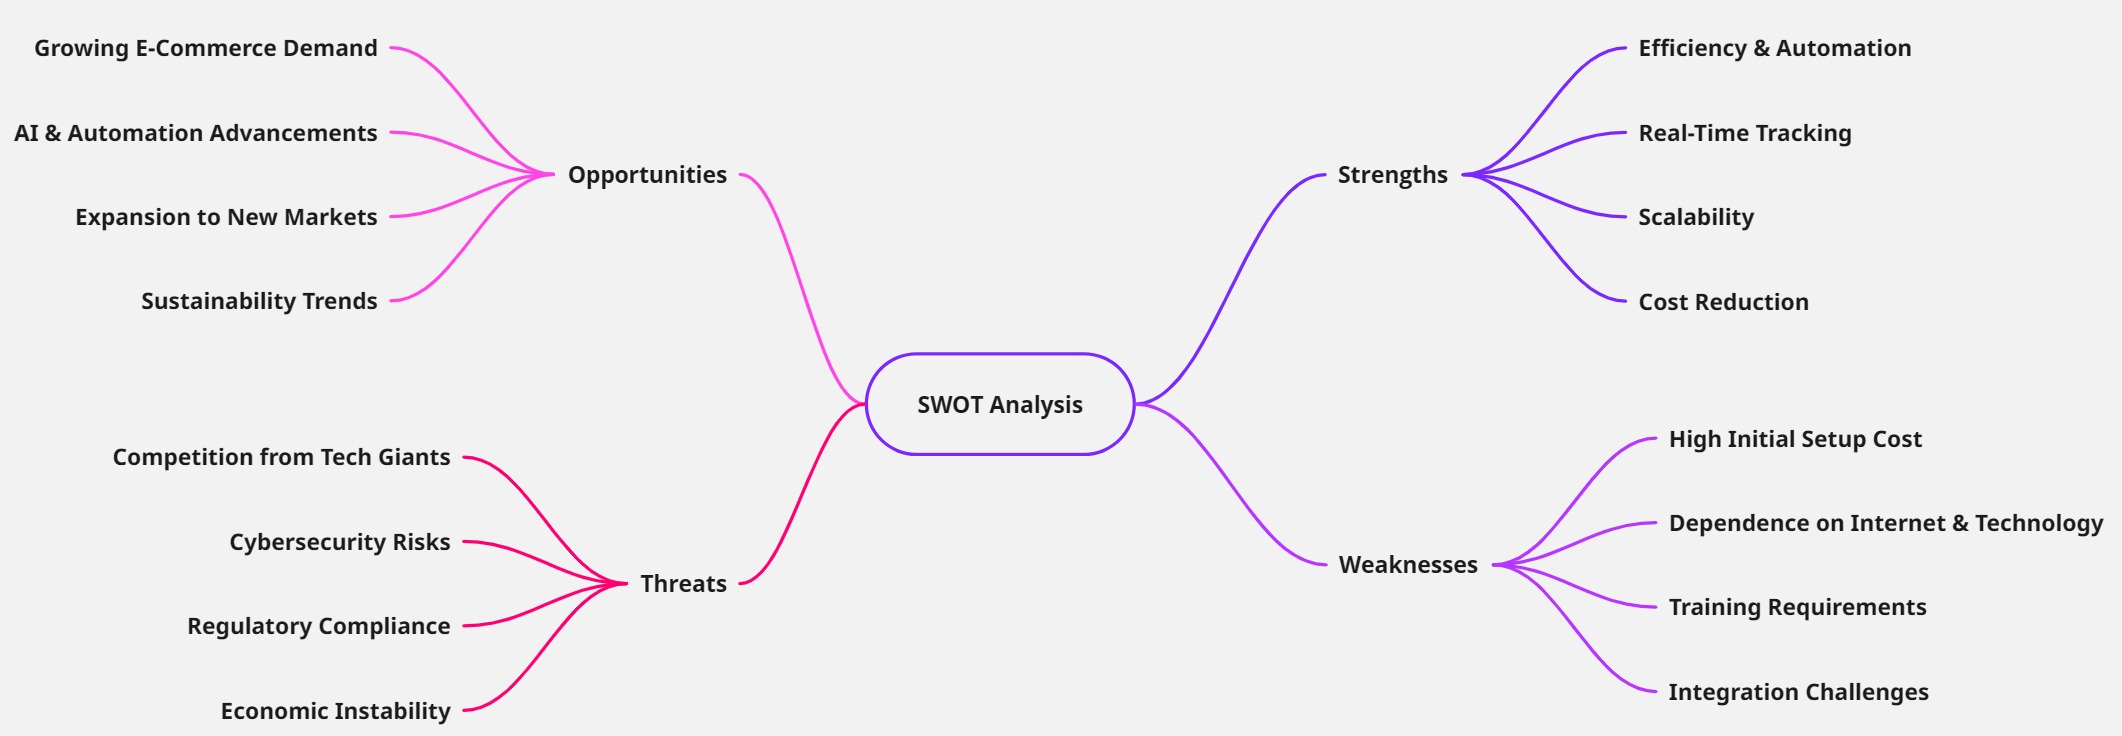 SWOT Analysis
Strengths
Efficiency & Automation
Real-Time Tracking
Scalability
Cost Reduction
Weaknesses
High Initial Setup Cost
Dependence on Internet & Technology
Training Requirements
Integration Challenges
Opportunities
Growing E-Commerce Demand
AI & Automation Advancements
Expansion to New Markets
Sustainability Trends
Threats
Competition from Tech Giants
Cybersecurity Risks
Regulatory Compliance
Economic Instability